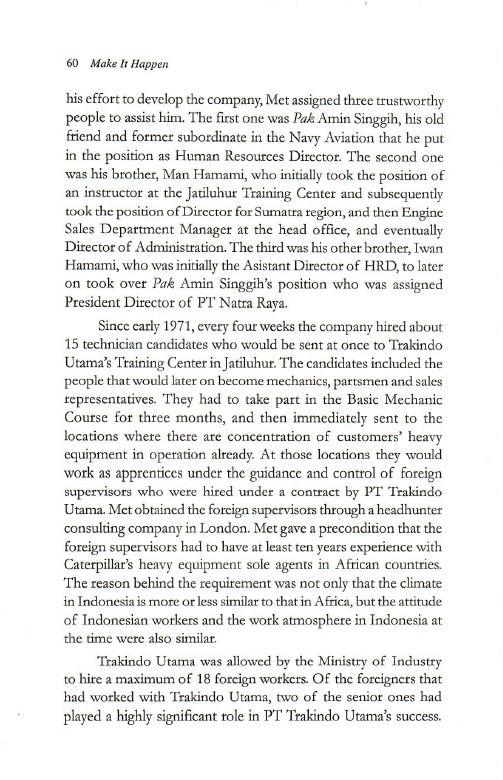 60 Make It Happen
his effort to develop the company, Met assigned three trustworthy
people to assist him. The first one was Pak Amin Singgih, his old
friend and former subordinate in the Navy Aviation that he put
in the position as Human Resources Director. The second one
was his brother, Man Hamami, who initially took the position of
an instructor at the Jatiluhur Training Center and subsequently
took the position of Director for Sumatra region, and then Engine
Sales Department Manager at the head office, and eventually
Director of Administration. The third was his other brother, Iwan
Hamami, who was initially the Asistant Director of HRD, to later
on took over Pak Amin Singgih's position who was assigned
President Director of PT Natra Raya.
Since early 1971, every four weeks the company hired about
15 technician candidates who would be sent at once to Trakindo
Utama's Training Center in Jatiluhur. The candidates included the
people that would later on become mechanics, partsmen and sales
representatives. They had to take part in the Basic Mechanic
Course for three months, and then immediately sent to the
locations where there are concentration of customers' heavy
equipment in operation already. At those locations they would
work as apprentices under the guidance and control of foreign
supervisors who were hired under a contract by PT Trakindo
Utama. Met obtained the foreign supervisors through a headhunter
consulting company in London. Met gave a precondition that the
foreign supervisors had to have at least ten years experience with
Caterpillar's heavy equipment sole agents in African countries.
The reason behind the requirement was not only that the climate
in Indonesia is more or less similar to that in Africa, but the attitude
of Indonesian workers and the work atmosphere in Indonesia at
the time were also similar.
Trakindo Utama was allowed by the Ministry of Industry
to hire a maximum of 18 foreign workers. Of the foreigners that
had worked with Trakindo Utama, two of the senior ones had
played a highly significant role in PT Trakindo Utama's success.